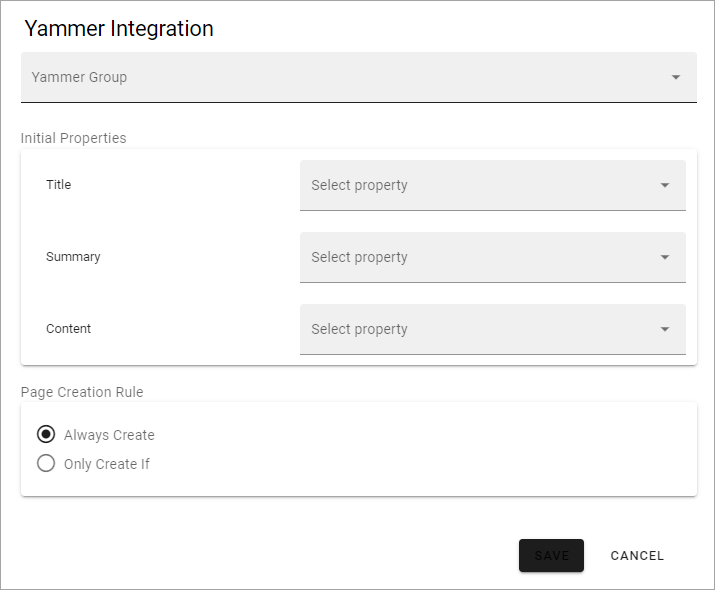 Yammer Integration
Yammer Group
Initial Properties
Title
Select property
Summary
Select property
Content
Select property
Page Creation Rule
Always Create
Only Create If
SAVE
CANCEL